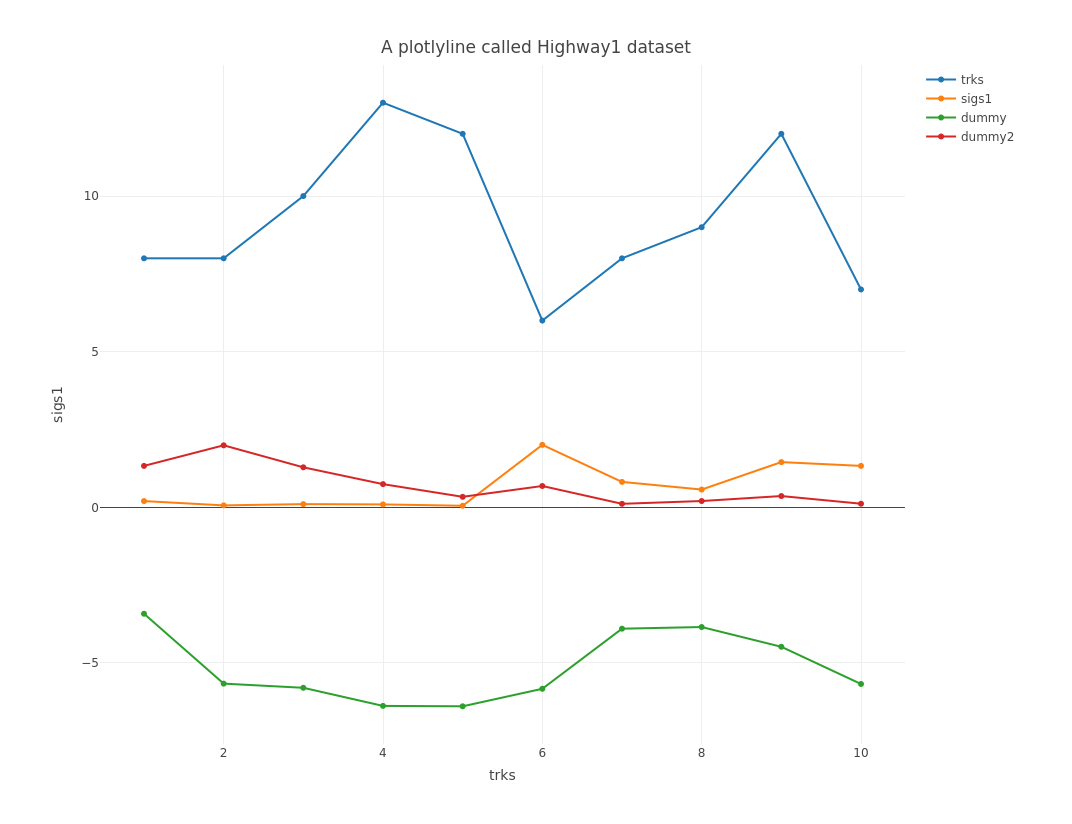 A plotlyline called Highway1 dataset
trks
sigs1
dummy
dummy2
10
5
0
−5
sigs1
2 4 6 8 10
trks